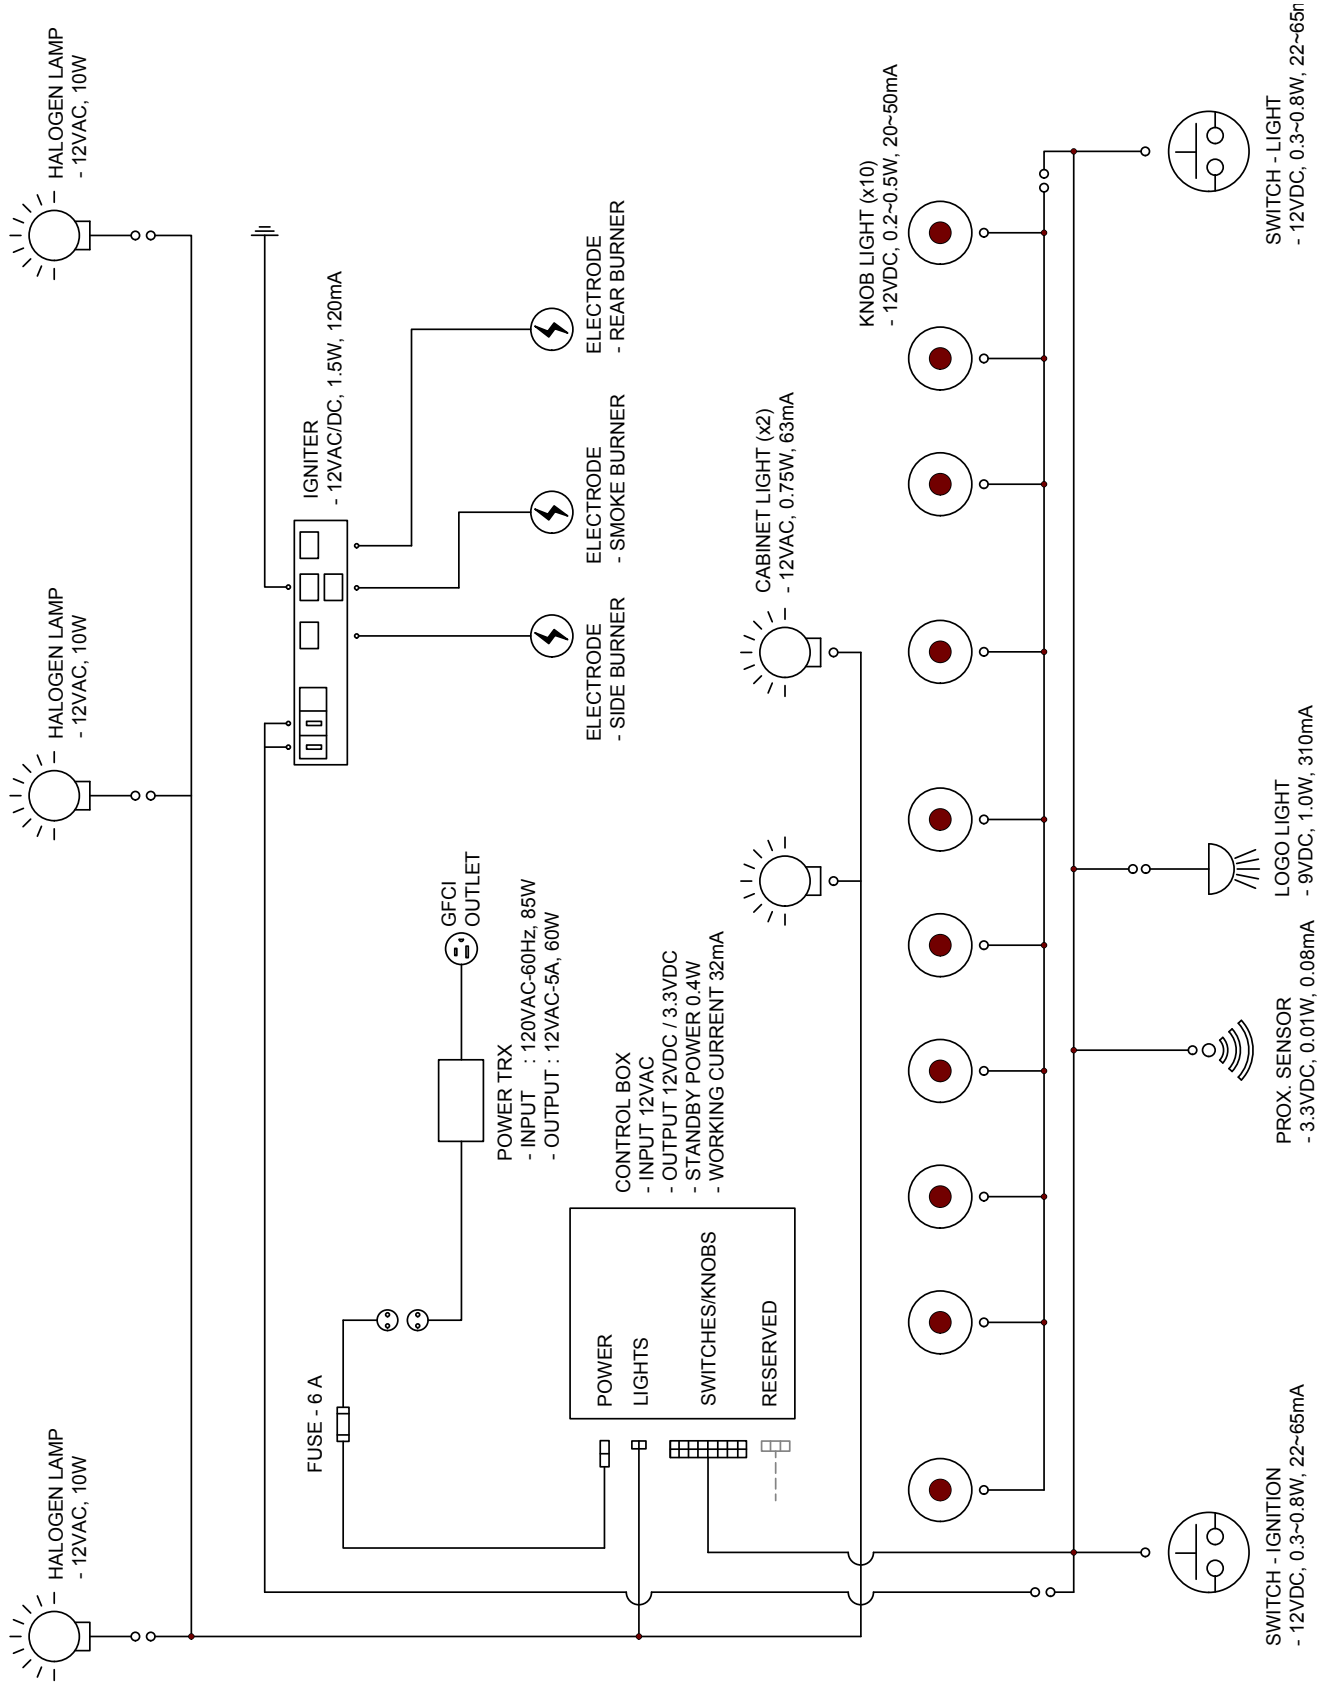 HALOGEN LAMP
- 12VAC, 10W
HALOGEN LAMP
- 12VAC, 10W
HALOGEN LAMP
- 12VAC, 10W
FUSE - 6 A
IGNITER
- 12VAC/DC, 1.5W, 120mA
GFCI
OUTLET
POWER TRX
- INPUT : 120VAC-60Hz, 85W
- OUTPUT : 12VAC-5A, 60W
ELECTRODE
- SIDE BURNER
ELECTRODE
- SMOKE BURNER
ELECTRODE
- REAR BURNER
CONTROL BOX
- INPUT 12VAC
- OUTPUT 12VDC / 3.3VDC
- STANDBY POWER 0.4W
- WORKING CURRENT 32mA
POWER
LIGHTS
SWITCHES/KNOBS
RESERVED
CABINET LIGHT (x2)
- 12VAC, 0.75W, 63mA
KNOB LIGHT (x10)
- 12VDC, 0.2~0.5W, 20~50mA
SWITCH - IGNITION
- 12VDC, 0.3~0.8W, 22~65mA
PROX. SENSOR
- 3.3VDC, 0.01W, 0.08mA
LOGO LIGHT
- 9VDC, 1.0W, 310mA
SWITCH - LIGHT
- 12VDC, 0.3~0.8W,